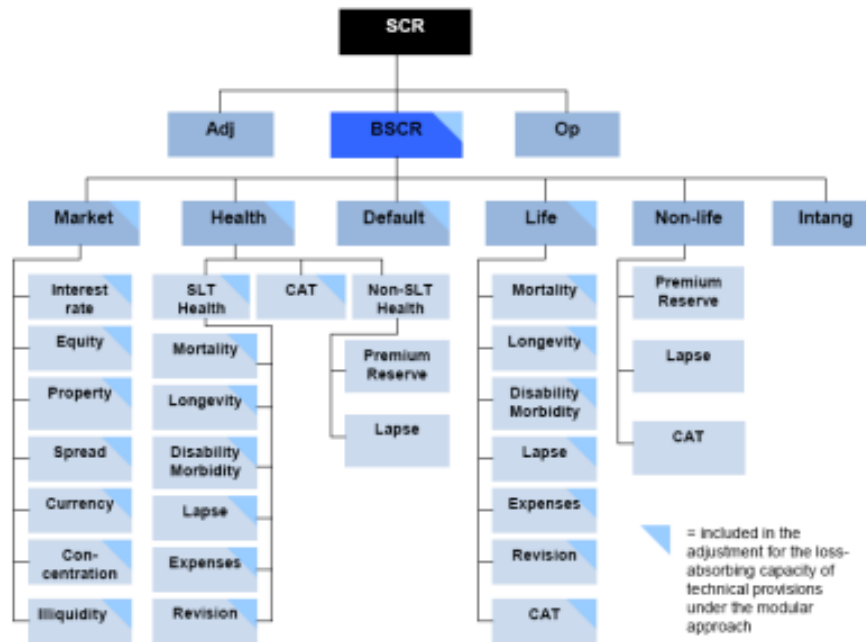 SCR
Adj
BSCR
Op
Market
Health
Default
Life
Non-life
Intang
Interest
rate
Equity
Property
Spread
Currency
Con-
centration
Illiquidity
SLT
Health
CAT
Non-SLT
Health
Mortality
Longevity
Disability
Morbidity
Lapse
Expenses
Revision
Premium
Reserve
Lapse
Mortality
Longevity
Disability
Morbidity
Lapse
Expenses
Revision
CAT
Premium
Reserve
Lapse
CAT
= included in the
adjustment for the loss-
absorbing capacity of
technical provisions
under the modular
approach